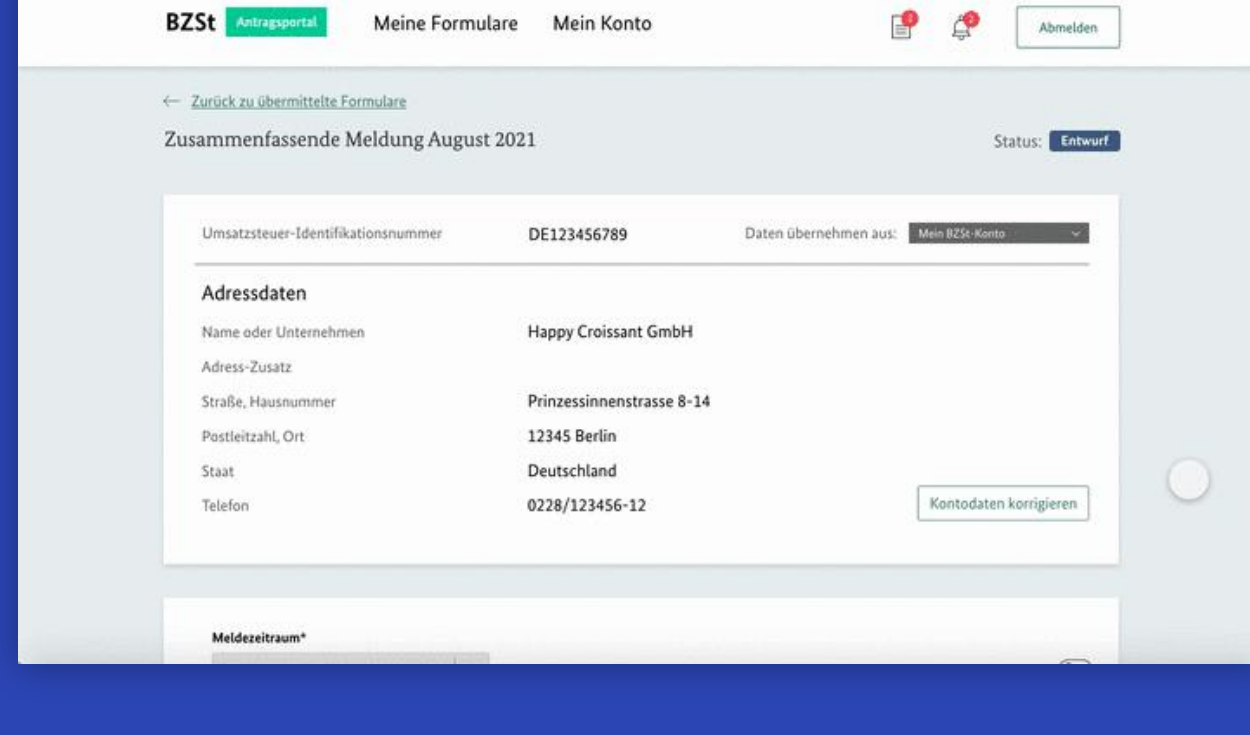 BZSt Antragsportal Meine Formulare Mein Konto 2 Abmelden
← Zurück zu übermittelte Formulare
Zusammenfassende Meldung August 2021 Status: Entwurf
Umsatzsteuer-Identifikationsnummer DE123456789 Daten übernehmen aus: Mein BZSt-Konto
Adressdaten
Name oder Unternehmen Happy Croissant GmbH
Adress-Zusatz
Straße, Hausnummer Prinzessinnenstrasse 8-14
Postleitzahl, Ort 12345 Berlin
Staat Deutschland
Telefon 0228/123456-12 Kontodaten korrigieren
Meldezeitraum*